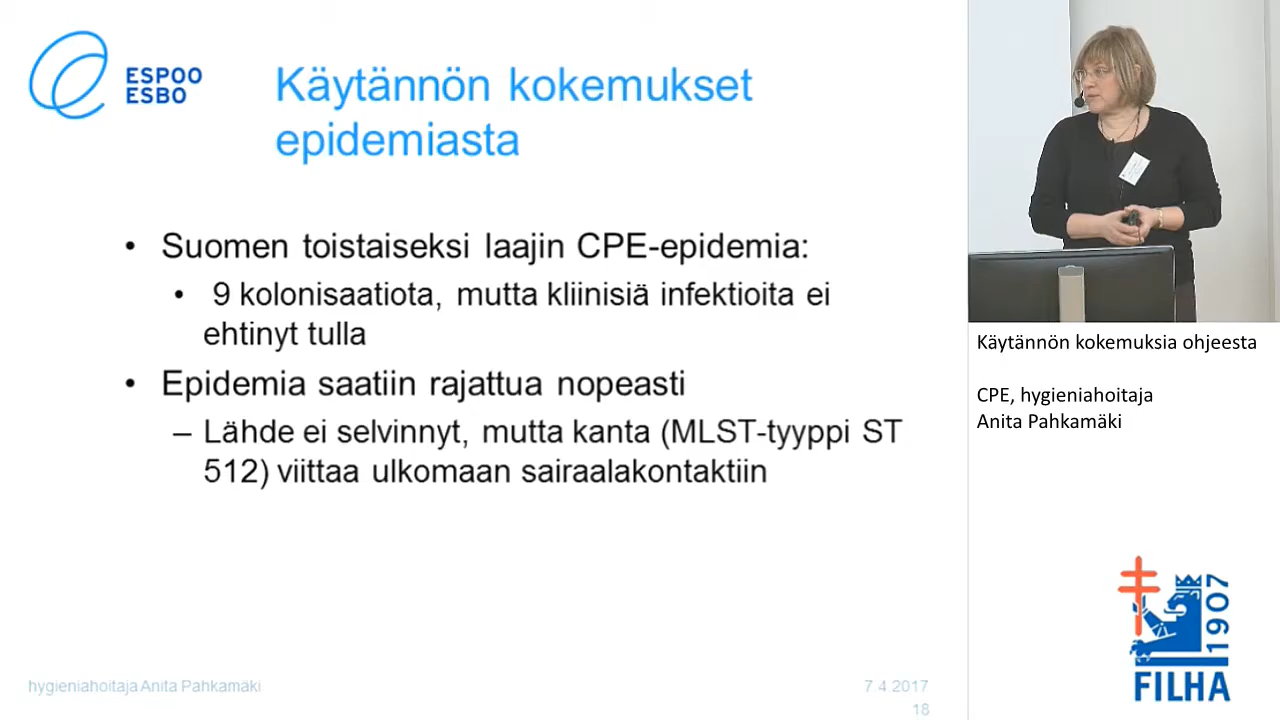 ESPOO
ESBO
Käytännön kokemukset
epidemiasta
• Suomen toistaiseksi laajin CPE-epidemia:
• 9 kolonisaatiota, mutta kliinisiä infektioita ei
ehtinyt tulla
• Epidemia saatiin rajattua nopeasti
– Lähde ei selvinnyt, mutta kanta (MLST-tyyppi ST
512) viittaa ulkomaan sairaalakontaktiin
hygieniahoitaja Anita Pahkamäki
7.4.2017
18
Käytännön kokemuksia ohjeesta
CPE, hygieniahoitaja
Anita Pahkamäki
1907
FILHA